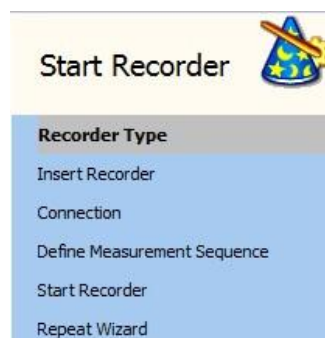 Start Recorder
Recorder Type
Insert Recorder
Connection
Define Measurement Sequence
Start Recorder
Repeat Wizard